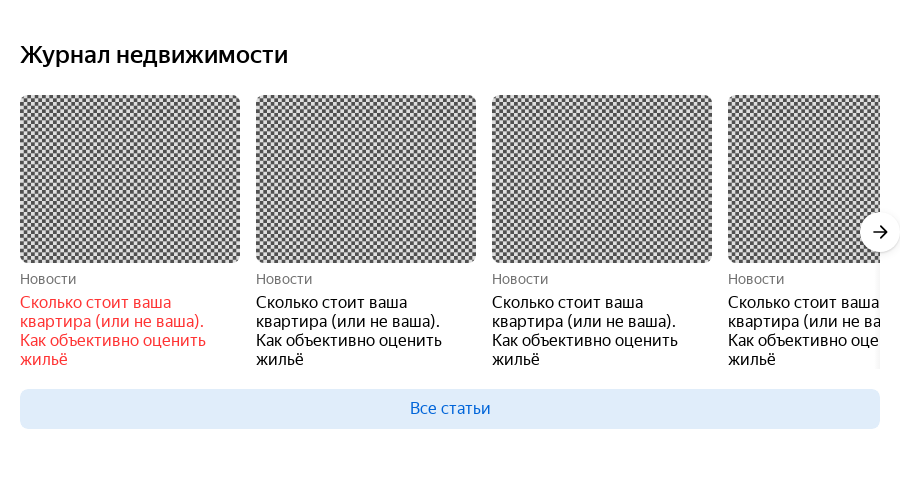 Журнал недвижимости
Новости
Сколько стоит ваша
квартира (или не ваша).
Как объективно оценить
жильё
Новости
Сколько стоит ваша
квартира (или не ваша).
Как объективно оценить
жильё
Новости
Сколько стоит ваша
квартира (или не ваша).
Как объективно оценить
жильё
Новости
Сколько стоит ваша
квартира (или не ва
Как объективно оце
жильё
Все статьи